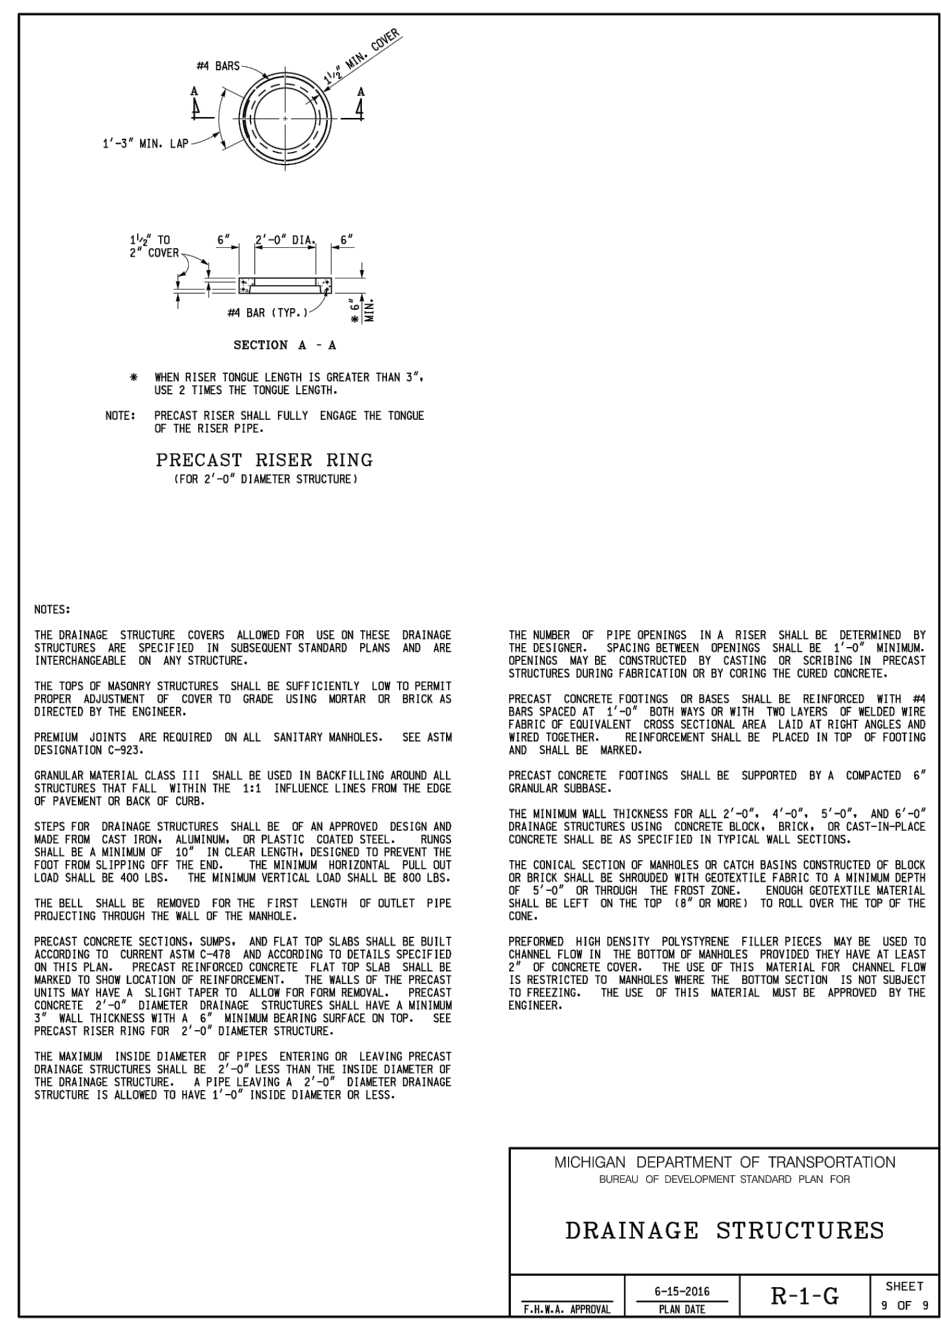 #4 BARS
1½" MIN. COVER
A
A
1'-3" MIN. LAP
1½" TO
2" COVER
6"
2'-0" DIA.
6"
#4 BAR (TYP.)
* 6"
MIN.
SECTION A - A
* WHEN RISER TONGUE LENGTH IS GREATER THAN 3",
USE 2 TIMES THE TONGUE LENGTH.
NOTE: PRECAST RISER SHALL FULLY ENGAGE THE TONGUE
OF THE RISER PIPE.
PRECAST RISER RING
(FOR 2'-0" DIAMETER STRUCTURE)
NOTES:
THE DRAINAGE STRUCTURE COVERS ALLOWED FOR USE ON THESE DRAINAGE
STRUCTURES ARE SPECIFIED IN SUBSEQUENT STANDARD PLANS AND ARE
INTERCHANGEABLE ON ANY STRUCTURE.
THE TOPS OF MASONRY STRUCTURES SHALL BE SUFFICIENTLY LOW TO PERMIT
PROPER ADJUSTMENT OF COVER TO GRADE USING MORTAR OR BRICK AS
DIRECTED BY THE ENGINEER.
PREMIUM JOINTS ARE REQUIRED ON ALL SANITARY MANHOLES. SEE ASTM
DESIGNATION C-923.
GRANULAR MATERIAL CLASS III SHALL BE USED IN BACKFILLING AROUND ALL
STRUCTURES THAT FALL WITHIN THE 1:1 INFLUENCE LINES FROM THE EDGE
OF PAVEMENT OR BACK OF CURB.
STEPS FOR DRAINAGE STRUCTURES SHALL BE OF AN APPROVED DESIGN AND
MADE FROM CAST IRON, ALUMINUM, OR PLASTIC COATED STEEL. RUNGS
SHALL BE A MINIMUM OF 10" IN CLEAR LENGTH, DESIGNED TO PREVENT THE
FOOT FROM SLIPPING OFF THE END. THE MINIMUM HORIZONTAL PULL OUT
LOAD SHALL BE 400 LBS. THE MINIMUM VERTICAL LOAD SHALL BE 800 LBS.
THE BELL SHALL BE REMOVED FOR THE FIRST LENGTH OF OUTLET PIPE
PROJECTING THROUGH THE WALL OF THE MANHOLE.
PRECAST CONCRETE SECTIONS, SUMPS, AND FLAT TOP SLABS SHALL BE BUILT
ACCORDING TO CURRENT ASTM C-478 AND ACCORDING TO DETAILS SPECIFIED
ON THIS PLAN. PRECAST REINFORCED CONCRETE FLAT TOP SLAB SHALL BE
MARKED TO SHOW LOCATION OF REINFORCEMENT. THE WALLS OF THE PRECAST
UNITS MAY HAVE A SLIGHT TAPER TO ALLOW FOR FORM REMOVAL. PRECAST
CONCRETE 2'-0" DIAMETER DRAINAGE STRUCTURES SHALL HAVE A MINIMUM
3" WALL THICKNESS WITH A 6" MINIMUM BEARING SURFACE ON TOP. SEE
PRECAST RISER RING FOR 2'-0" DIAMETER STRUCTURE.
THE MAXIMUM INSIDE DIAMETER OF PIPES ENTERING OR LEAVING PRECAST
DRAINAGE STRUCTURES SHALL BE 2'-0" LESS THAN THE INSIDE DIAMETER OF
THE DRAINAGE STRUCTURE. A PIPE LEAVING A 2'-0" DIAMETER DRAINAGE
STRUCTURE IS ALLOWED TO HAVE 1'-0" INSIDE DIAMETER OR LESS.
THE NUMBER OF PIPE OPENINGS IN A RISER SHALL BE DETERMINED BY
THE DESIGNER. SPACING BETWEEN OPENINGS SHALL BE 1'-0" MINIMUM.
OPENINGS MAY BE CONSTRUCTED BY CASTING OR SCRIBING IN PRECAST
STRUCTURES DURING FABRICATION OR BY CORING THE CURED CONCRETE.
PRECAST CONCRETE FOOTINGS OR BASES SHALL BE REINFORCED WITH #4
BARS SPACED AT 1'-0" BOTH WAYS OR WITH TWO LAYERS OF WELDED WIRE
FABRIC OF EQUIVALENT CROSS SECTIONAL AREA LAID AT RIGHT ANGLES AND
WIRED TOGETHER. REINFORCEMENT SHALL BE PLACED IN TOP OF FOOTING
AND SHALL BE MARKED.
PRECAST CONCRETE FOOTINGS SHALL BE SUPPORTED BY A COMPACTED 6"
GRANULAR SUBBASE.
THE MINIMUM WALL THICKNESS FOR ALL 2'-0", 4'-0", 5'-0", AND 6'-0"
DRAINAGE STRUCTURES USING CONCRETE BLOCK, BRICK, OR CAST-IN-PLACE
CONCRETE SHALL BE AS SPECIFIED IN TYPICAL WALL SECTIONS.
THE CONICAL SECTION OF MANHOLES OR CATCH BASINS CONSTRUCTED OF BLOCK
OR BRICK SHALL BE SHROUDED WITH GEOTEXTILE FABRIC TO A MINIMUM DEPTH
OF 5'-0" OR THROUGH THE FROST ZONE. ENOUGH GEOTEXTILE MATERIAL
SHALL BE LEFT ON THE TOP (8" OR MORE) TO ROLL OVER THE TOP OF THE
CONE.
PREFORMED HIGH DENSITY POLYSTYRENE FILLER PIECES MAY BE USED TO
CHANNEL FLOW IN THE BOTTOM OF MANHOLES PROVIDED THEY HAVE AT LEAST
2" OF CONCRETE COVER. THE USE OF THIS MATERIAL FOR CHANNEL FLOW
IS RESTRICTED TO MANHOLES WHERE THE BOTTOM SECTION IS NOT SUBJECT
TO FREEZING. THE USE OF THIS MATERIAL MUST BE APPROVED BY THE
ENGINEER.
MICHIGAN DEPARTMENT OF TRANSPORTATION
BUREAU OF DEVELOPMENT STANDARD PLAN FOR
DRAINAGE STRUCTURES
F.H.W.A. APPROVAL
6-15-2016
PLAN DATE
R-1-G
SHEET
9 OF 9